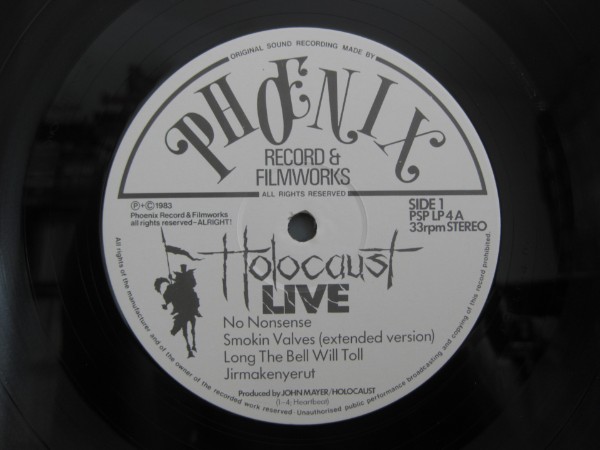 ORIGINAL SOUND RECORDING MADE BY
PHOENIX
RECORD &
FILMWORKS
ALL RIGHTS RESERVED
Ⓟ+©1983
Phoenix Record & Filmworks
all rights reserved–ALRIGHT!
SIDE 1
PSP LP 4 A
33rpm STEREO
Holocaust
LIVE
No Nonsense
Smokin Valves (extended version)
Long The Bell Will Toll
Jirmakenyerut
Produced by JOHN MAYER/HOLOCAUST
(1–4: Heartbeat)
All rights of the manufacturer and of the owner of the recorded work reserved · Unauthorised public performance broadcasting and copying of this record prohibited.